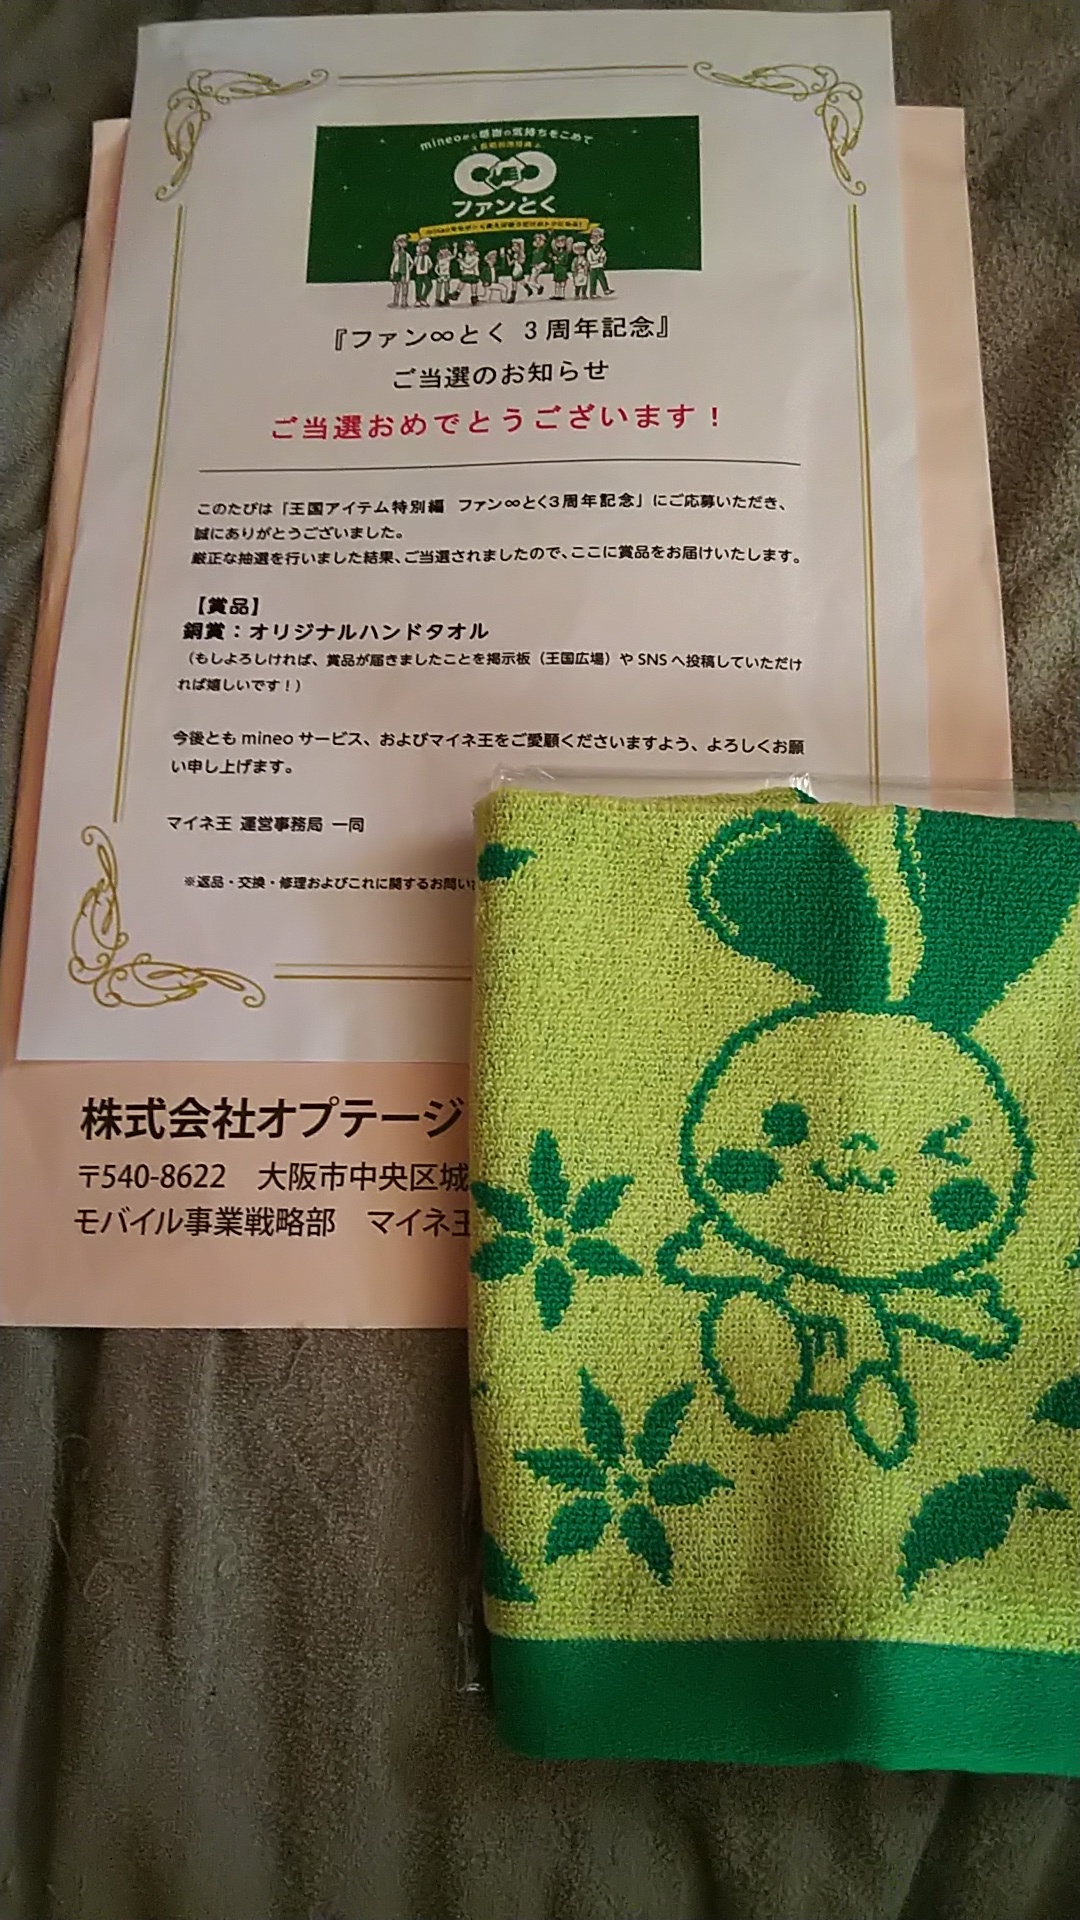 mineoから感謝の気持ちをこめて
ファンとく
『ファン∞とく 3周年記念』
ご当選のお知らせ
ご当選おめでとうございます！
このたびは「王国アイテム特別編 ファン∞とく3周年記念」にご応募いただき、
誠にありがとうございました。
厳正な抽選を行いました結果、ご当選されましたので、ここに賞品をお届けいたします。
【賞品】
銅賞：オリジナルハンドタオル
（もしよろしければ、賞品が届きましたことを掲示板（王国広場）や SNS へ投稿していただけ
れば嬉しいです！）
今後とも mineo サービス、およびマイネ王をご愛顧くださいますよう、よろしくお願
い申し上げます。
マイネ王 運営事務局 一同
※返品・交換・修理およびこれに関するお問い
株式会社オプテージ
〒540-8622 大阪市中央区城
モバイル事業戦略部 マイネ王
m